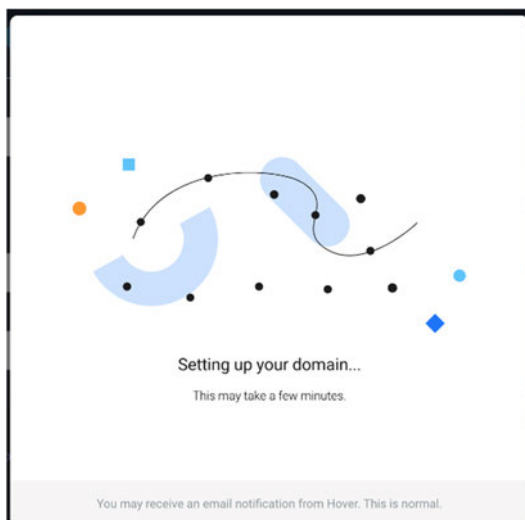 Setting up your domain...
This may take a few minutes.
You may receive an email notification from Hover. This is normal.